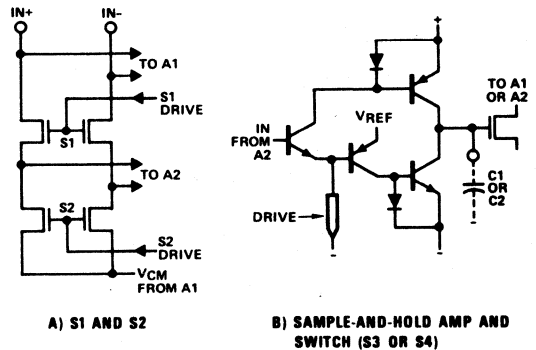 IN+ IN-
TO A1
S1
DRIVE
S1
TO A2
S2
S2
DRIVE
VCM
FROM A1
A) S1 AND S2
+
TO A1
OR A2
VREF
IN
FROM
A2
C1
OR
C2
DRIVE
- - -
B) SAMPLE-AND-HOLD AMP AND
SWITCH (S3 OR S4)